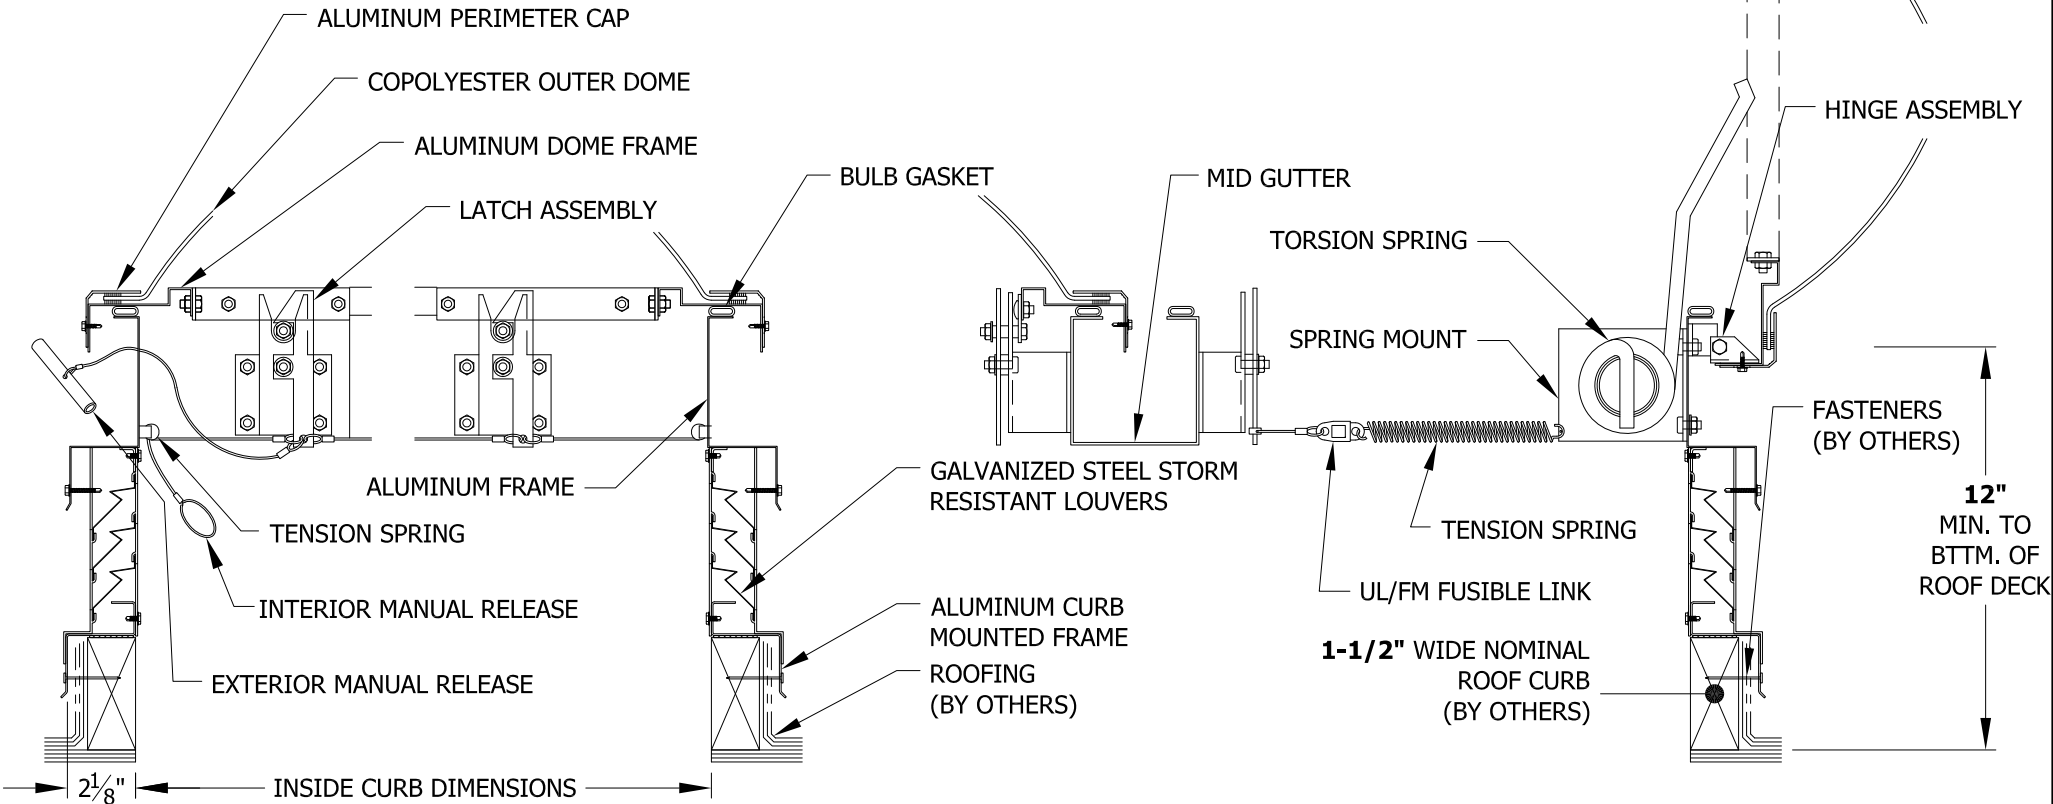 ALUMINUM PERIMETER CAP
COPOLYESTER OUTER DOME
ALUMINUM DOME FRAME
LATCH ASSEMBLY
BULB GASKET
MID GUTTER
TORSION SPRING
SPRING MOUNT
HINGE ASSEMBLY
FASTENERS
(BY OTHERS)
12"
MIN. TO
BTTM. OF
ROOF DECK
ALUMINUM FRAME
TENSION SPRING
INTERIOR MANUAL RELEASE
EXTERIOR MANUAL RELEASE
GALVANIZED STEEL STORM
RESISTANT LOUVERS
ALUMINUM CURB
MOUNTED FRAME
ROOFING
(BY OTHERS)
TENSION SPRING
UL/FM FUSIBLE LINK
1-1/2" WIDE NOMINAL
ROOF CURB
(BY OTHERS)
2 1/8"
INSIDE CURB DIMENSIONS